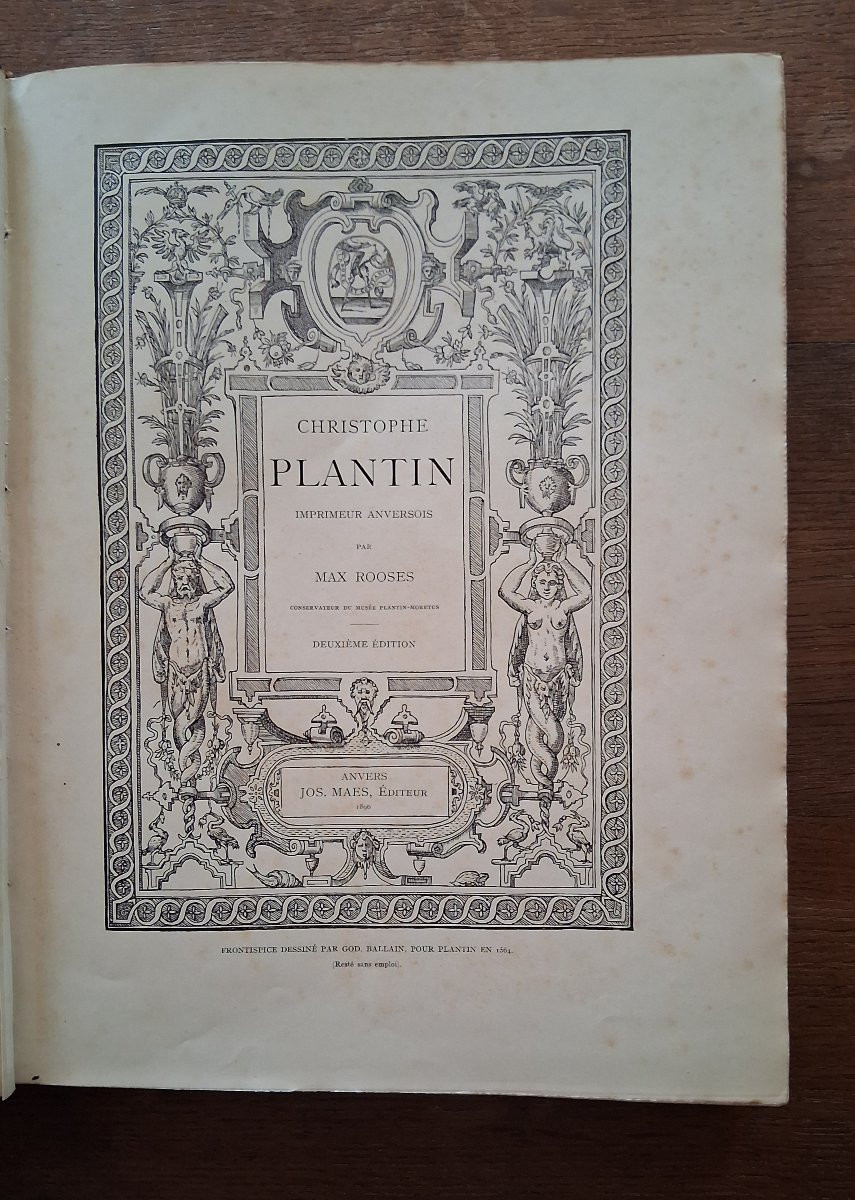 CHRISTOPHE
PLANTIN
IMPRIMEUR ANVERSOIS
PAR
MAX ROOSES
CONSERVATEUR DU MUSÉE PLANTIN-MORETUS
DEUXIÈME ÉDITION
ANVERS
JOS. MAES, ÉDITEUR
1896
FRONTISPICE DESSINÉ PAR GOD. BALLAIN, POUR PLANTIN EN 1564.
(Resté sans emploi).